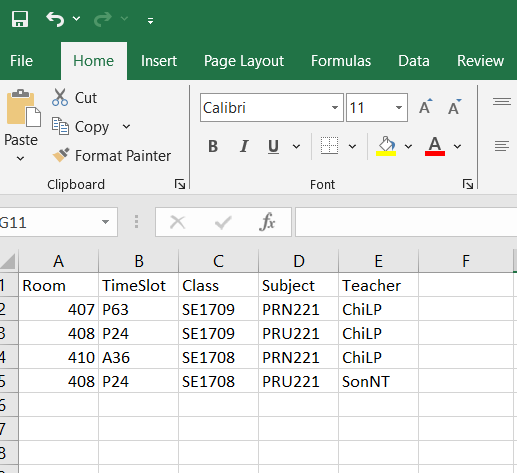 File Home Insert Page Layout Formulas Data Review
Cut
Copy
Paste
Format Painter
Calibri 11 A A
B I U A
Clipboard Font
G11 fx
A B C D E F
1 Room TimeSlot Class Subject Teacher
2 407 P63 SE1709 PRN221 ChiLP
3 408 P24 SE1709 PRU221 ChiLP
4 410 A36 SE1708 PRN221 ChiLP
5 408 P24 SE1708 PRU221 SonNT
6
7
8